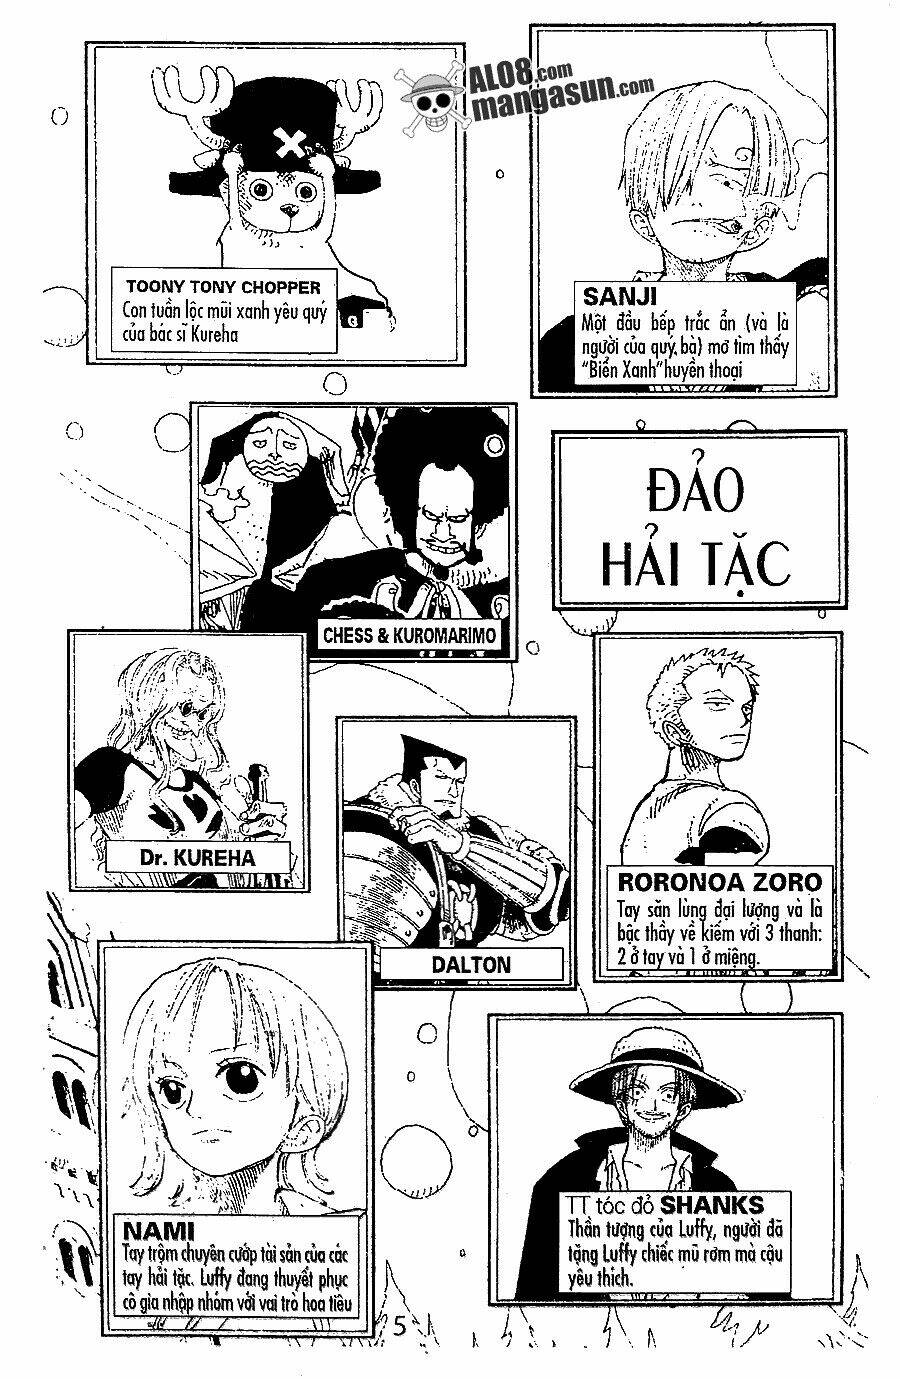 AL08.com
mangasun.com
TOONY TONY CHOPPER
Con tuần lộc mũi xanh yêu quý
của bác sĩ Kureha
SANJI
Một đầu bếp trắc ẩn (và là
người của quý, bà) mơ tìm thấy
"Biển Xanh" huyền thoại
ĐẢO
HẢI TẶC
CHESS & KUROMARIMO
Dr. KUREHA
DALTON
RORONOA ZORO
Tay săn lùng đại lượng và là
bậc thầy về kiếm với 3 thanh:
2 ở tay và 1 ở miệng.
NAMI
Tay trộm chuyên cướp tài sản của các
tay hải tặc. Luffy đang thuyết phục
cô gia nhập nhóm với vai trò hoa tiêu
TT tóc đỏ SHANKS
Thần tượng của Luffy, người đã
tặng Luffy chiếc mũ rơm mà cậu
yêu thích.
5